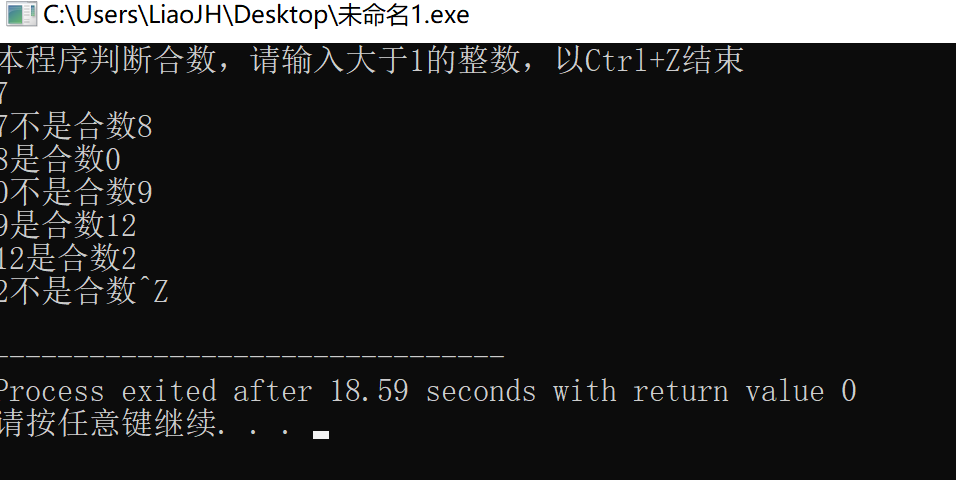 C:\Users\LiaoJH\Desktop\未命名1.exe
本程序判断合数，请输入大于1的整数，以Ctrl+Z结束
7
7不是合数8
8是合数0
0不是合数9
9是合数12
12是合数2
2不是合数^Z
--------------------------------
Process exited after 18.59 seconds with return value 0
请按任意键继续. . .